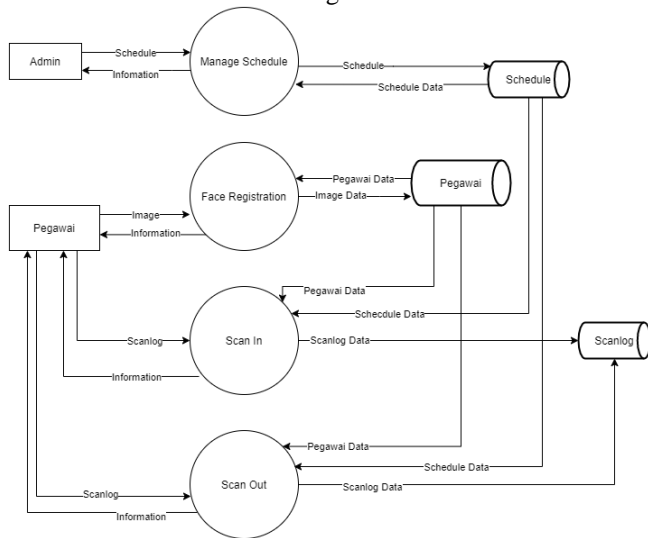 Admin
Schedule
Infomation
Manage Schedule
Schedule
Schedule Data
Schedule
Pegawai
Image
Information
Face Registration
Pegawai Data
Image Data
Pegawai
Pegawai Data
Schecdule Data
Scanlog
Scan In
Scanlog Data
Scanlog
Information
Pegawai Data
Schedule Data
Scanlog
Scan Out
Scanlog Data
Information